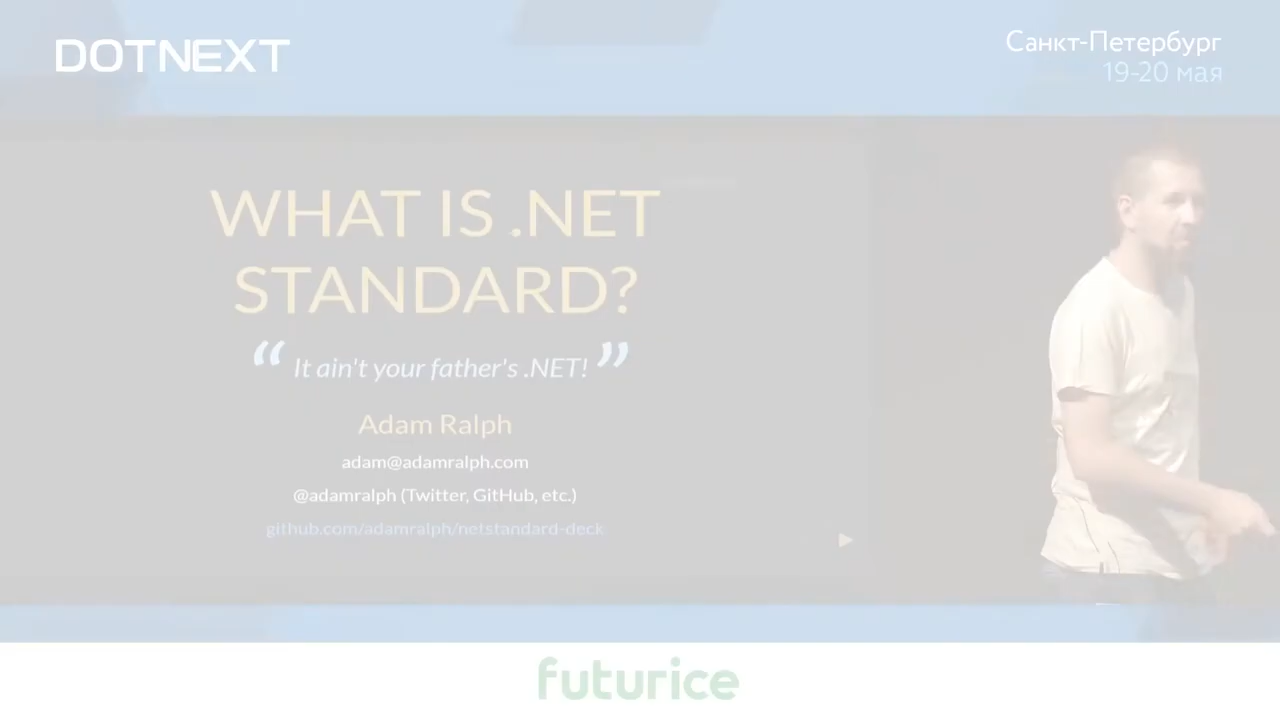 DOTNEXT
Санкт-Петербург
19-20 мая
WHAT IS .NET
STANDARD?
“ It ain't your father's .NET! ”
Adam Ralph
adam@adamralph.com
@adamralph (Twitter, GitHub, etc.)
github.com/adamralph/netstandard-deck
futurice